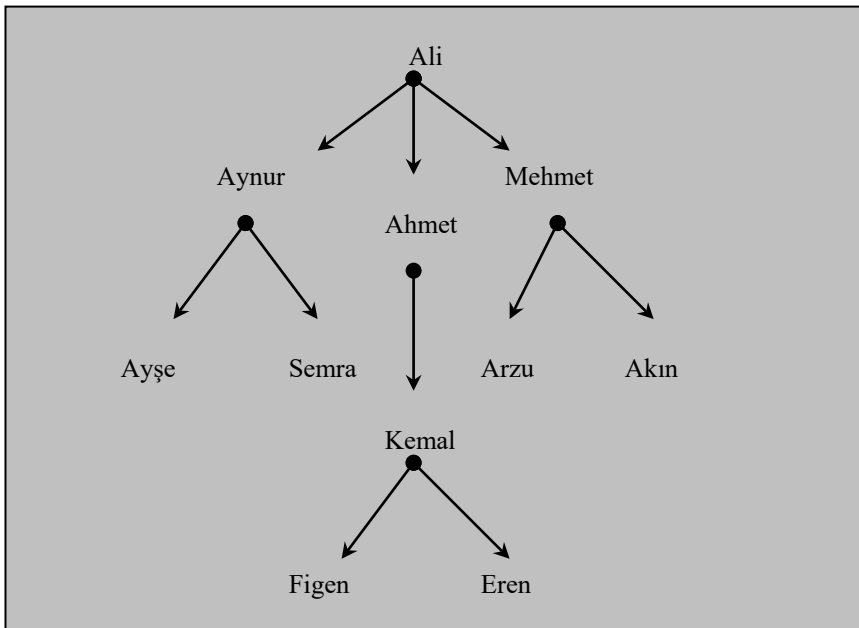 Ali
Aynur
Mehmet
Ahmet
Ayşe
Semra
Arzu
Akın
Kemal
Figen
Eren